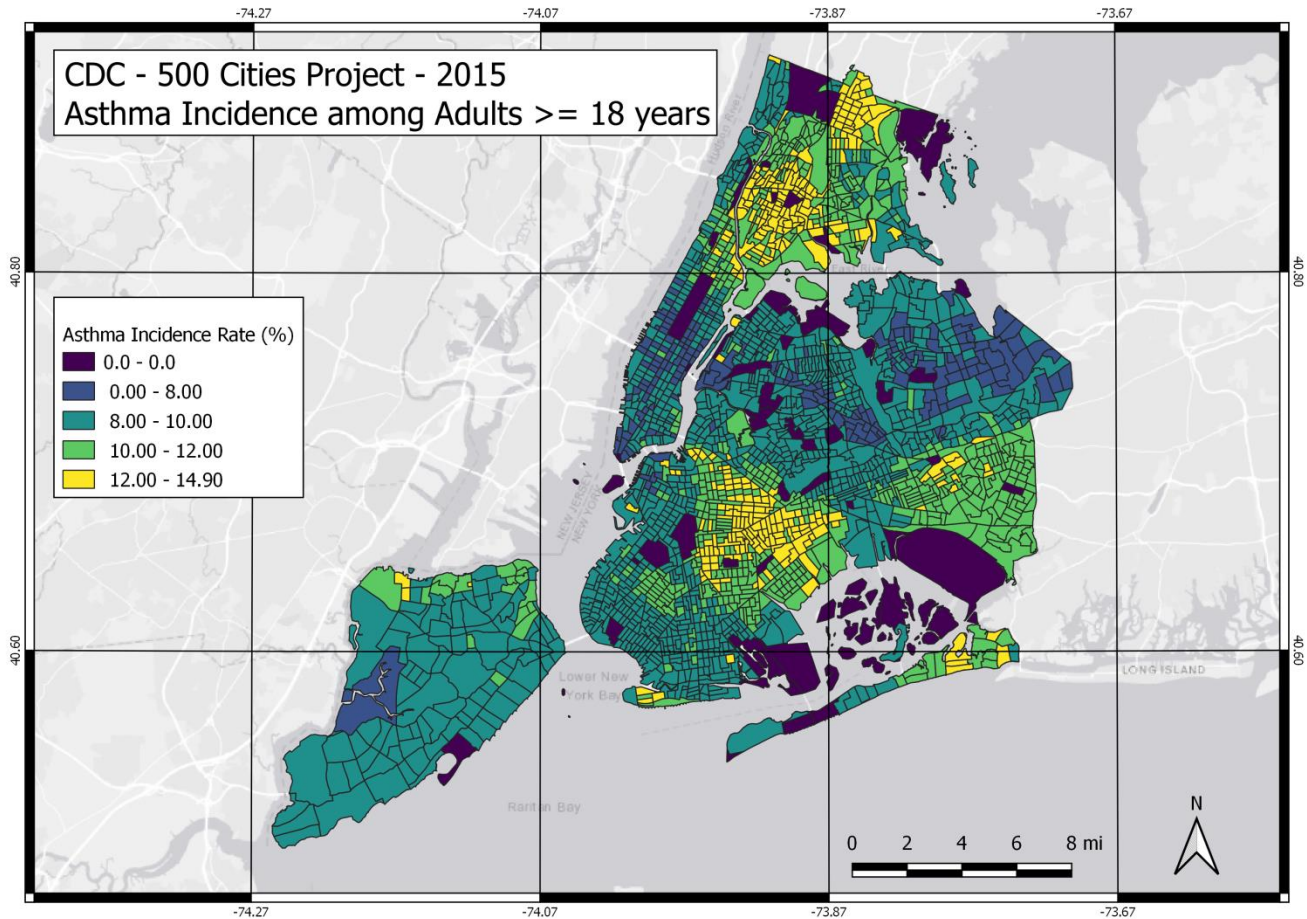 -74.27 -74.07 -73.87 -73.67
CDC - 500 Cities Project - 2015
Asthma Incidence among Adults >= 18 years
Hudson River
40.80 40.80
East River
Asthma Incidence Rate (%)
0.0 - 0.0
0.00 - 8.00
8.00 - 10.00
10.00 - 12.00
12.00 - 14.90
NEW JERSEY
NEW YORK
40.60 40.60
LONG ISLAND
Lower New
York Bay
Raritan Bay
N
0 2 4 6 8 mi
-74.27 -74.07 -73.87 -73.67